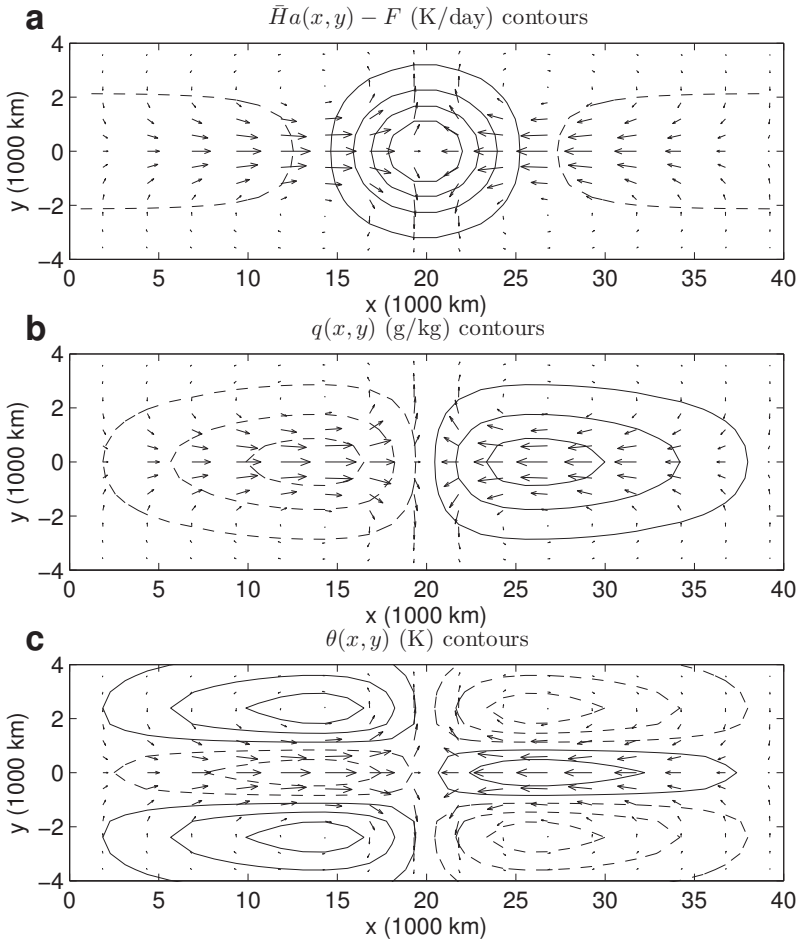 a
$\bar{H}a(x, y) - F$ (K/day) contours
4
2
0
−2
−4
y (1000 km)
0 5 10 15 20 25 30 35 40
x (1000 km)
b
q(x, y) (g/kg) contours
4
2
0
−2
−4
y (1000 km)
0 5 10 15 20 25 30 35 40
x (1000 km)
c
θ(x, y) (K) contours
4
2
0
−2
−4
y (1000 km)
0 5 10 15 20 25 30 35 40
x (1000 km)